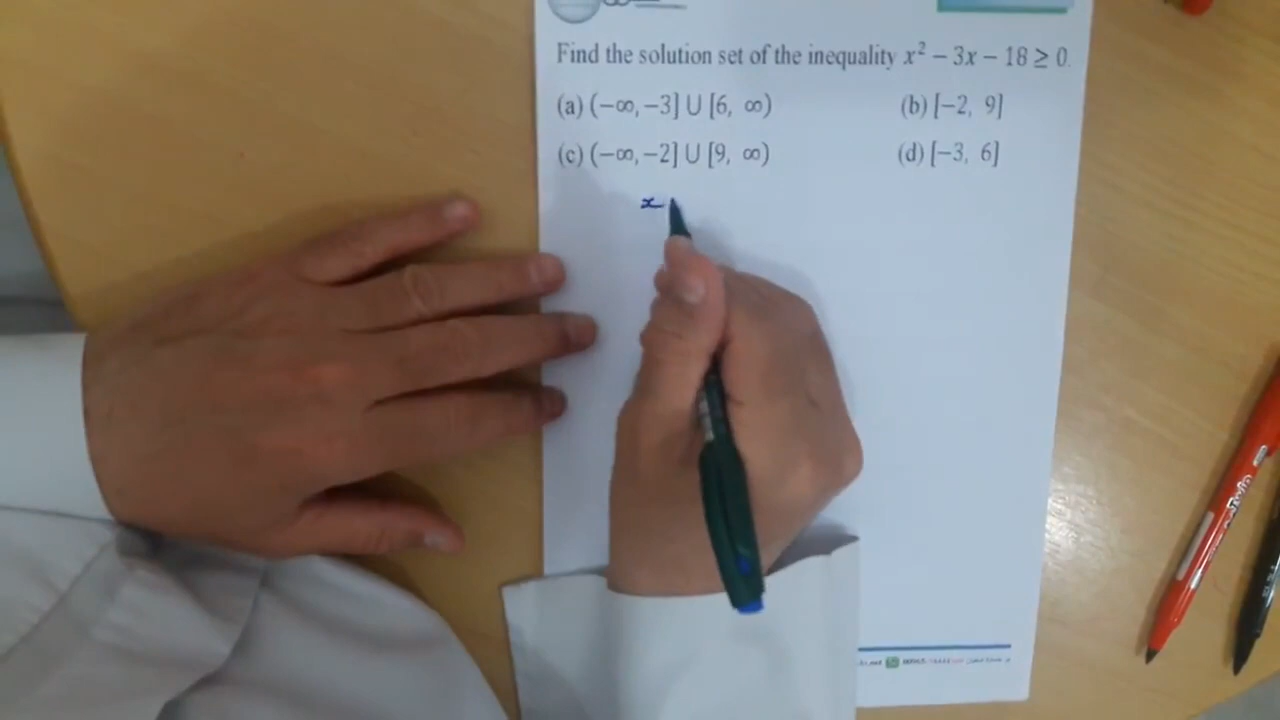 Find the solution set of the inequality x² − 3x − 18 ≥ 0.
(a) (−∞, −3] ∪ [6, ∞) (b) [−2, 9]
(c) (−∞, −2] ∪ [9, ∞) (d) [−3, 6]
x